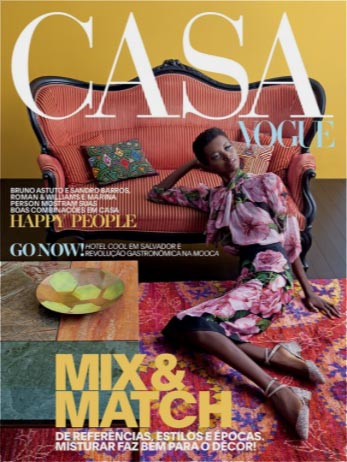 CASA
VOGUE
BRUNO ASTUTO E SANDRO BARROS,
ROMAN & WILLIAMS E MARINA
PERSON MOSTRAM SUAS
BOAS COMBINAÇÕES EM CASA
HAPPY PEOPLE
GO NOW! HOTEL COOL EM SALVADOR E
REVOLUÇÃO GASTRONÔMICA NA MOOCA
MIX&
MATCH
DE REFERÊNCIAS, ESTILOS E ÉPOCAS.
MISTURAR FAZ BEM PARA O DÉCOR!